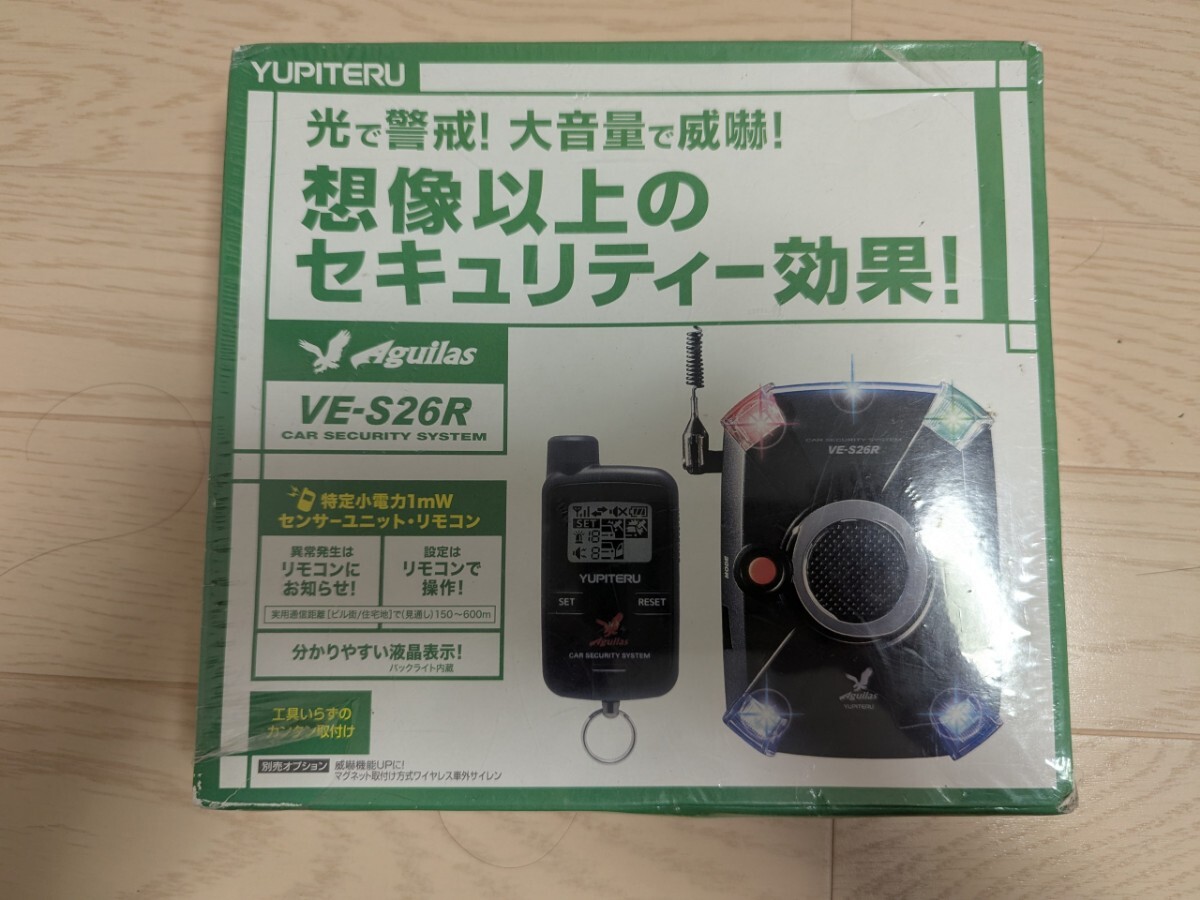 YUPITERU
光で警戒! 大音量で威嚇!
想像以上の
セキュリティー効果!
Aguilas
VE-S26R
CAR SECURITY SYSTEM
特定小電力1mW
センサーユニット・リモコン
異常発生は
リモコンに
お知らせ!
設定は
リモコンで
操作!
実用通信距離[ビル街/住宅地]で(見通し)150〜600m
分かりやすい液晶表示!
バックライト内蔵
工具いらずの
カンタン取付け
別売オプション 威嚇機能UPに!
マグネット取付け方式ワイヤレス車外サイレン
SET
18
8
YUPITERU
SET RESET
Aguilas
CAR SECURITY SYSTEM
CAR SECURITY SYSTEM
VE-S26R
MODE
Aguilas
YUPITERU